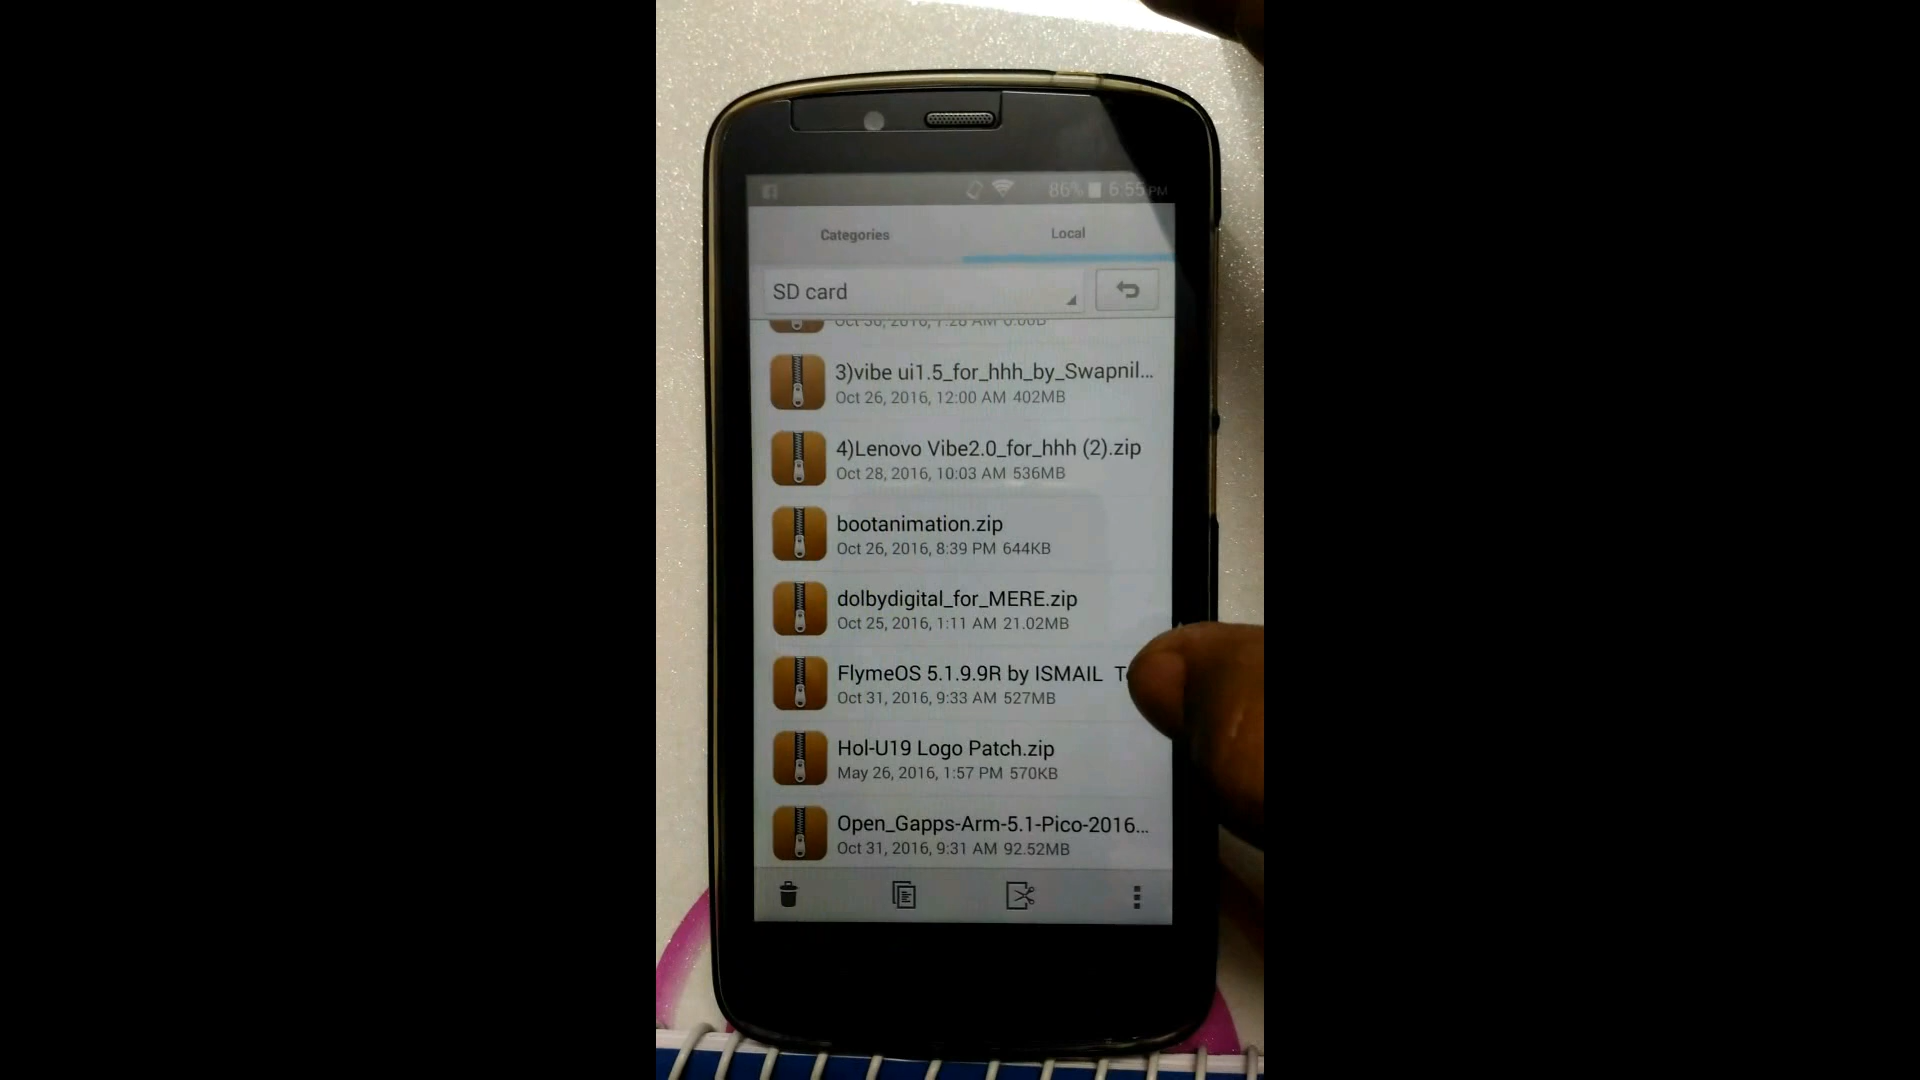 86% 6:55 PM
Categories
Local
SD card
Oct 30, 2016, 7:28 AM 0.00B
3)vibe ui1.5_for_hhh_by_Swapnil...
Oct 26, 2016, 12:00 AM 402MB
4)Lenovo Vibe2.0_for_hhh (2).zip
Oct 28, 2016, 10:03 AM 536MB
bootanimation.zip
Oct 26, 2016, 8:39 PM 644KB
dolbydigital_for_MERE.zip
Oct 25, 2016, 1:11 AM 21.02MB
FlymeOS 5.1.9.9R by ISMAIL
Oct 31, 2016, 9:33 AM 527MB
Hol-U19 Logo Patch.zip
May 26, 2016, 1:57 PM 570KB
Open_Gapps-Arm-5.1-Pico-2016...
Oct 31, 2016, 9:31 AM 92.52MB